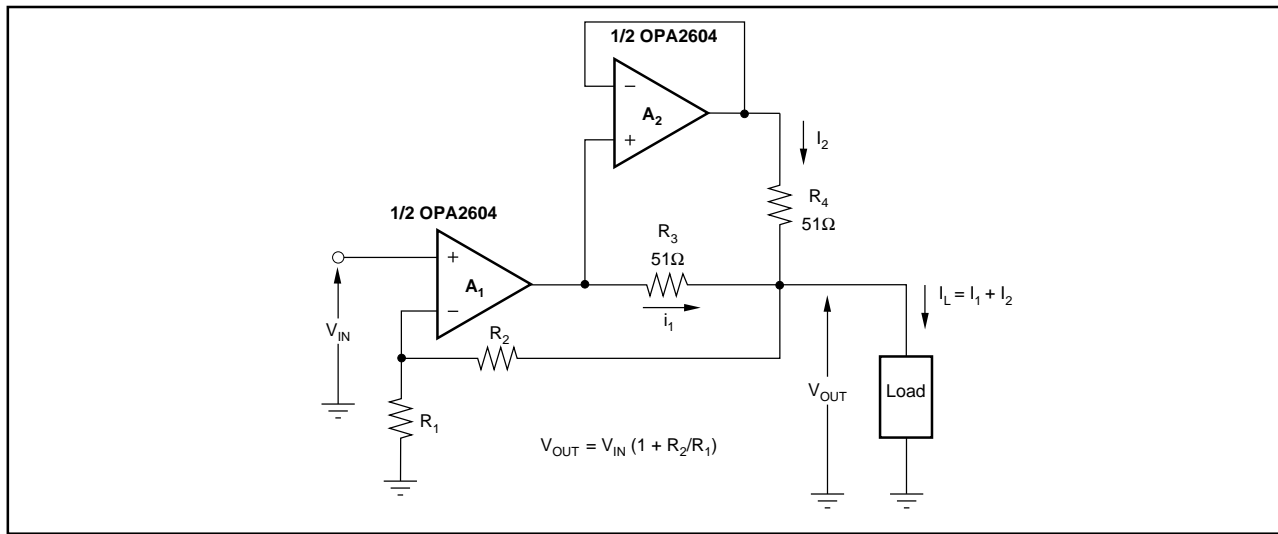 1/2 OPA2604
−
A2
+
I2
R4
51Ω
1/2 OPA2604
+
A1
−
R3
51Ω
i1
IL = I1 + I2
VIN
R2
VOUT
Load
R1
VOUT = VIN (1 + R2/R1)